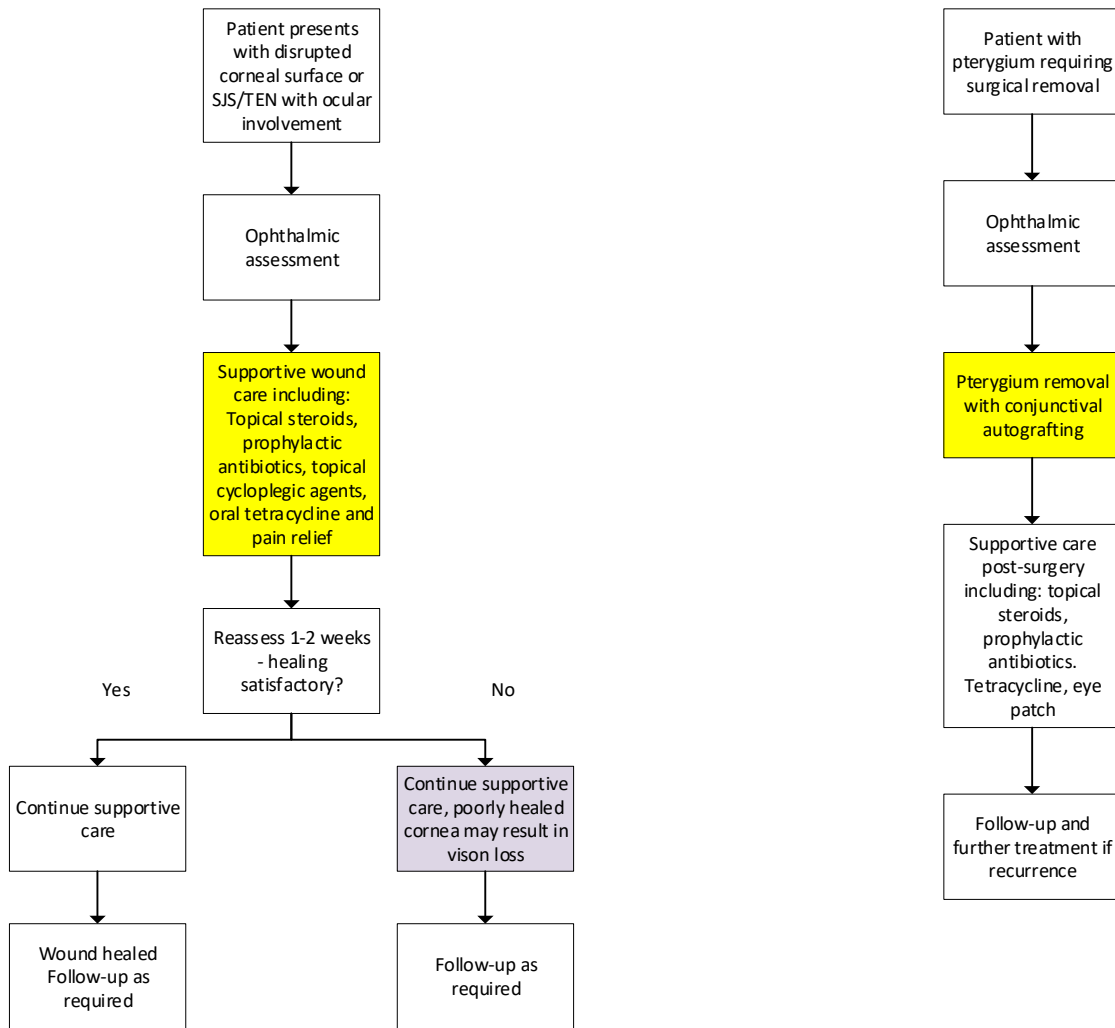 Patient presents
with disrupted
corneal surface or
SJS/TEN with ocular
involvement
Ophthalmic
assessment
Supportive wound
care including:
Topical steroids,
prophylactic
antibiotics, topical
cycloplegic agents,
oral tetracycline and
pain relief
Reassess 1-2 weeks
- healing
satisfactory?
Yes
No
Continue supportive
care
Continue supportive
care, poorly healed
cornea may result in
vison loss
Wound healed
Follow-up as
required
Follow-up as
required
Patient with
pterygium requiring
surgical removal
Ophthalmic
assessment
Pterygium removal
with conjunctival
autografting
Supportive care
post-surgery
including: topical
steroids,
prophylactic
antibiotics.
Tetracycline, eye
patch
Follow-up and
further treatment if
recurrence